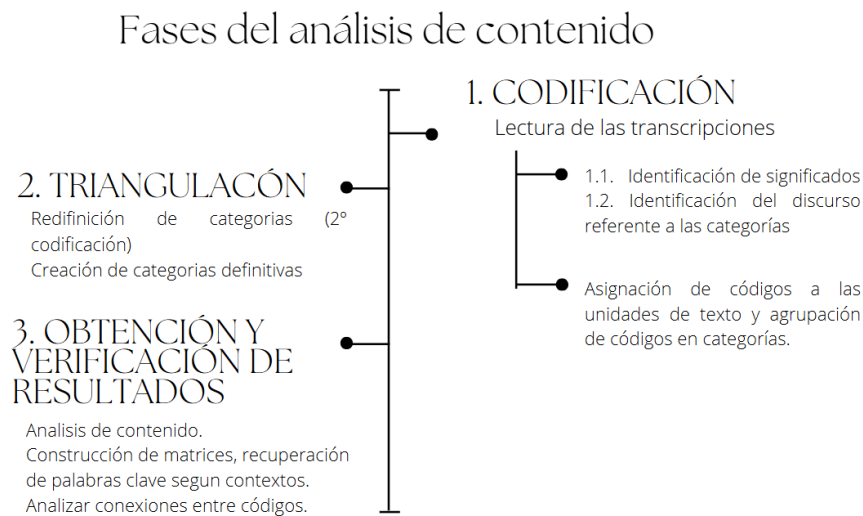 Fases del análisis de contenido
1. CODIFICACIÓN
Lectura de las transcripciones
1.1. Identificación de significados
1.2. Identificación del discurso
referente a las categorías
Asignación de códigos a las
unidades de texto y agrupación
de códigos en categorías.
2. TRIANGULACÓN
Redifinición de categorias (2º
codificación)
Creación de categorias definitivas
3. OBTENCIÓN Y
VERIFICACIÓN DE
RESULTADOS
Analisis de contenido.
Construcción de matrices, recuperación
de palabras clave segun contextos.
Analizar conexiones entre códigos.